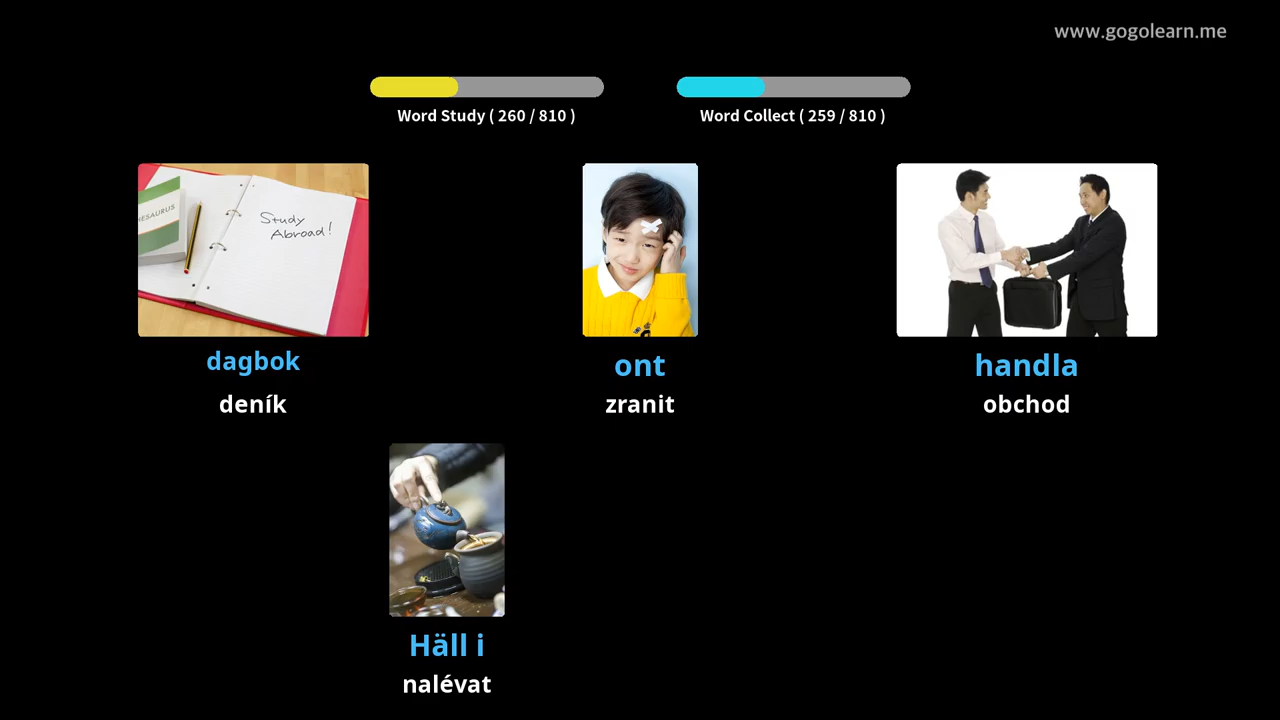 www.gogolearn.me
Word Study ( 260 / 810 )
Word Collect ( 259 / 810 )
HESAURUS
Study
Abroad!
dagbok
ont
handla
deník
zranit
obchod
Häll i
nalévat